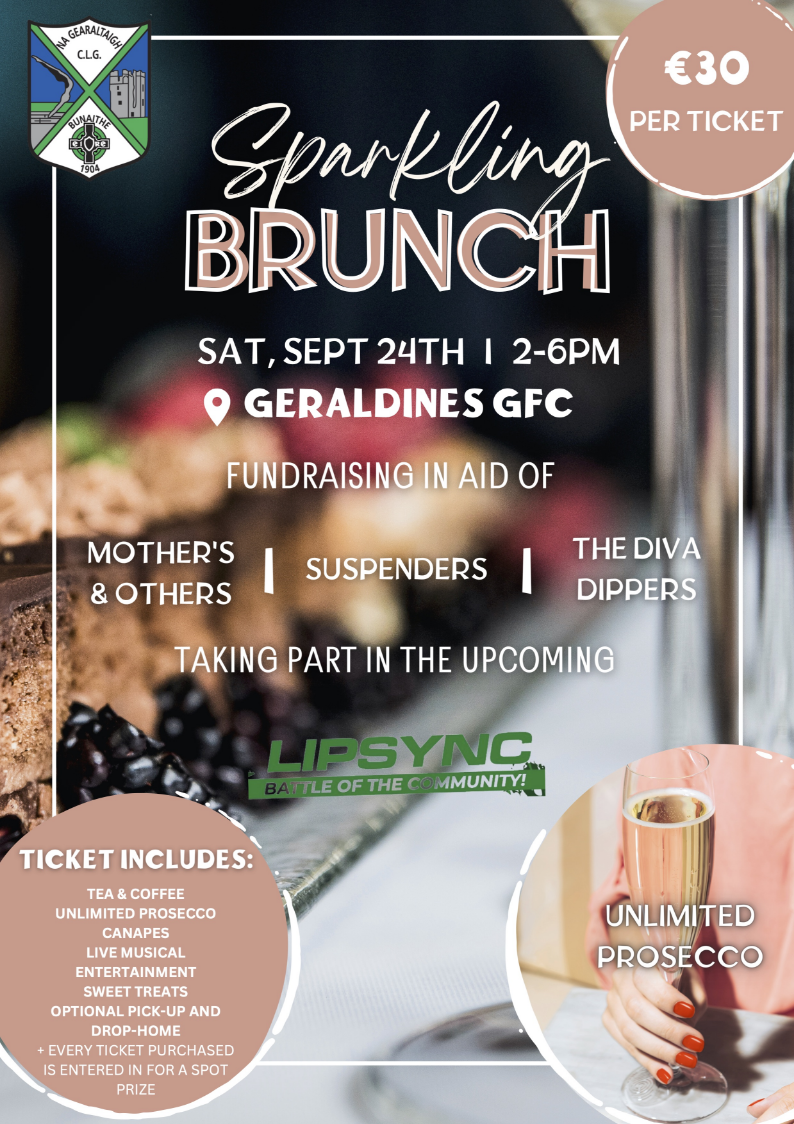 NA GEARALTAIGH
C.L.G.
BUNAITHE
1904
€30
PER TICKET
Sparkling
BRUNCH
SAT, SEPT 24TH | 2-6PM
GERALDINES GFC
FUNDRAISING IN AID OF
MOTHER'S
& OTHERS
SUSPENDERS
THE DIVA
DIPPERS
TAKING PART IN THE UPCOMING
LIPSYNC
BATTLE OF THE COMMUNITY!
TICKET INCLUDES:
TEA & COFFEE
UNLIMITED PROSECCO
CANAPES
LIVE MUSICAL
ENTERTAINMENT
SWEET TREATS
OPTIONAL PICK-UP AND
DROP-HOME
+ EVERY TICKET PURCHASED
IS ENTERED IN FOR A SPOT
PRIZE
UNLIMITED
PROSECCO